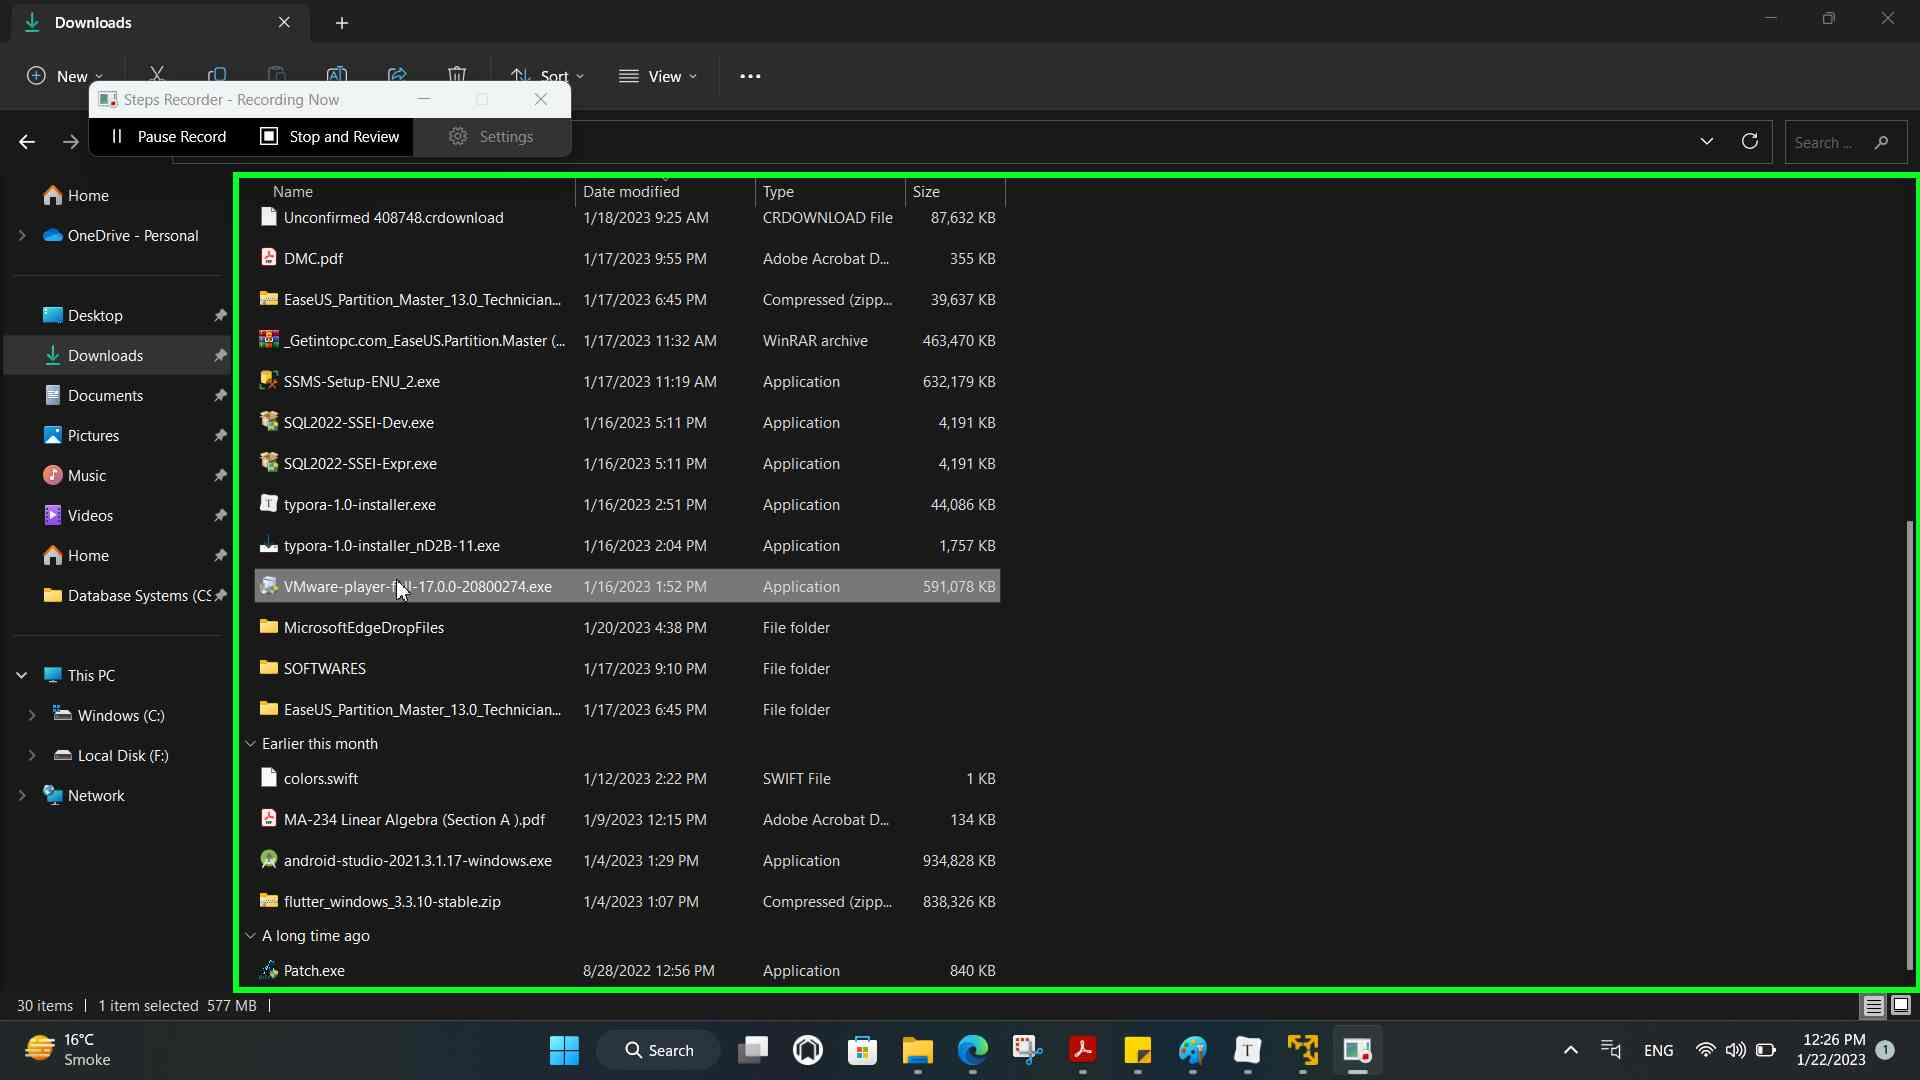 Downloads
New
Sort
View
Steps Recorder - Recording Now
Pause Record
Stop and Review
Settings
Search ...
Home
OneDrive - Personal
Desktop
Downloads
Documents
Pictures
Music
Videos
Home
Database Systems (CS
This PC
Windows (C:)
Local Disk (F:)
Network
Name Date modified Type Size
Unconfirmed 408748.crdownload 1/18/2023 9:25 AM CRDOWNLOAD File 87,632 KB
DMC.pdf 1/17/2023 9:55 PM Adobe Acrobat D... 355 KB
EaseUS_Partition_Master_13.0_Technician... 1/17/2023 6:45 PM Compressed (zipp... 39,637 KB
_Getintopc.com_EaseUS.Partition.Master (... 1/17/2023 11:32 AM WinRAR archive 463,470 KB
SSMS-Setup-ENU_2.exe 1/17/2023 11:19 AM Application 632,179 KB
SQL2022-SSEI-Dev.exe 1/16/2023 5:11 PM Application 4,191 KB
SQL2022-SSEI-Expr.exe 1/16/2023 5:11 PM Application 4,191 KB
typora-1.0-installer.exe 1/16/2023 2:51 PM Application 44,086 KB
typora-1.0-installer_nD2B-11.exe 1/16/2023 2:04 PM Application 1,757 KB
VMware-player-full-17.0.0-20800274.exe 1/16/2023 1:52 PM Application 591,078 KB
MicrosoftEdgeDropFiles 1/20/2023 4:38 PM File folder
SOFTWARES 1/17/2023 9:10 PM File folder
EaseUS_Partition_Master_13.0_Technician... 1/17/2023 6:45 PM File folder
Earlier this month
colors.swift 1/12/2023 2:22 PM SWIFT File 1 KB
MA-234 Linear Algebra (Section A ).pdf 1/9/2023 12:15 PM Adobe Acrobat D... 134 KB
android-studio-2021.3.1.17-windows.exe 1/4/2023 1:29 PM Application 934,828 KB
flutter_windows_3.3.10-stable.zip 1/4/2023 1:07 PM Compressed (zipp... 838,326 KB
A long time ago
Patch.exe 8/28/2022 12:56 PM Application 840 KB
30 items 1 item selected 577 MB
16°C
Smoke
Search
ENG
12:26 PM
1/22/2023
1